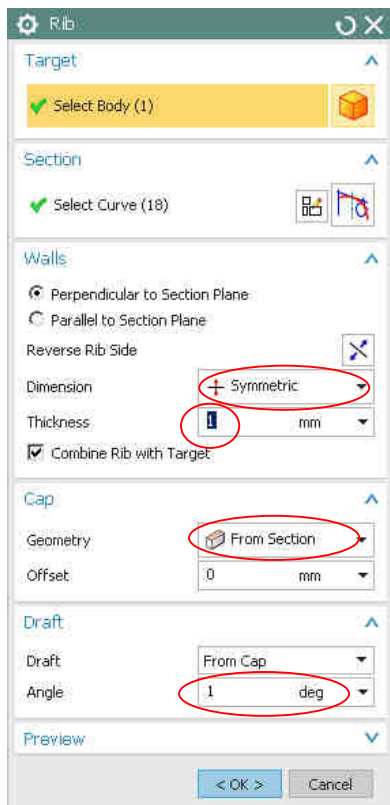 Rib
Target
Select Body (1)
Section
Select Curve (18)
Walls
Perpendicular to Section Plane
Parallel to Section Plane
Reverse Rib Side
Dimension Symmetric
Thickness 1 mm
Combine Rib with Target
Cap
Geometry From Section
Offset 0 mm
Draft
Draft From Cap
Angle 1 deg
Preview
< OK > Cancel